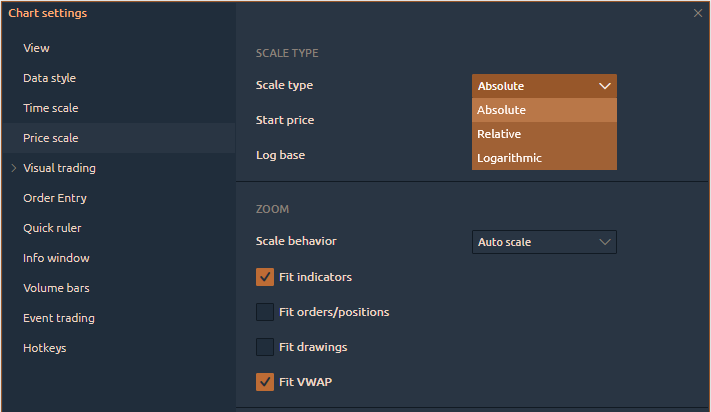 Chart settings
View
Data style
Time scale
Price scale
Visual trading
Order Entry
Quick ruler
Info window
Volume bars
Event trading
Hotkeys
SCALE TYPE
Scale type
Absolute
Absolute
Relative
Logarithmic
Start price
Log base
ZOOM
Scale behavior
Auto scale
Fit indicators
Fit orders/positions
Fit drawings
Fit VWAP